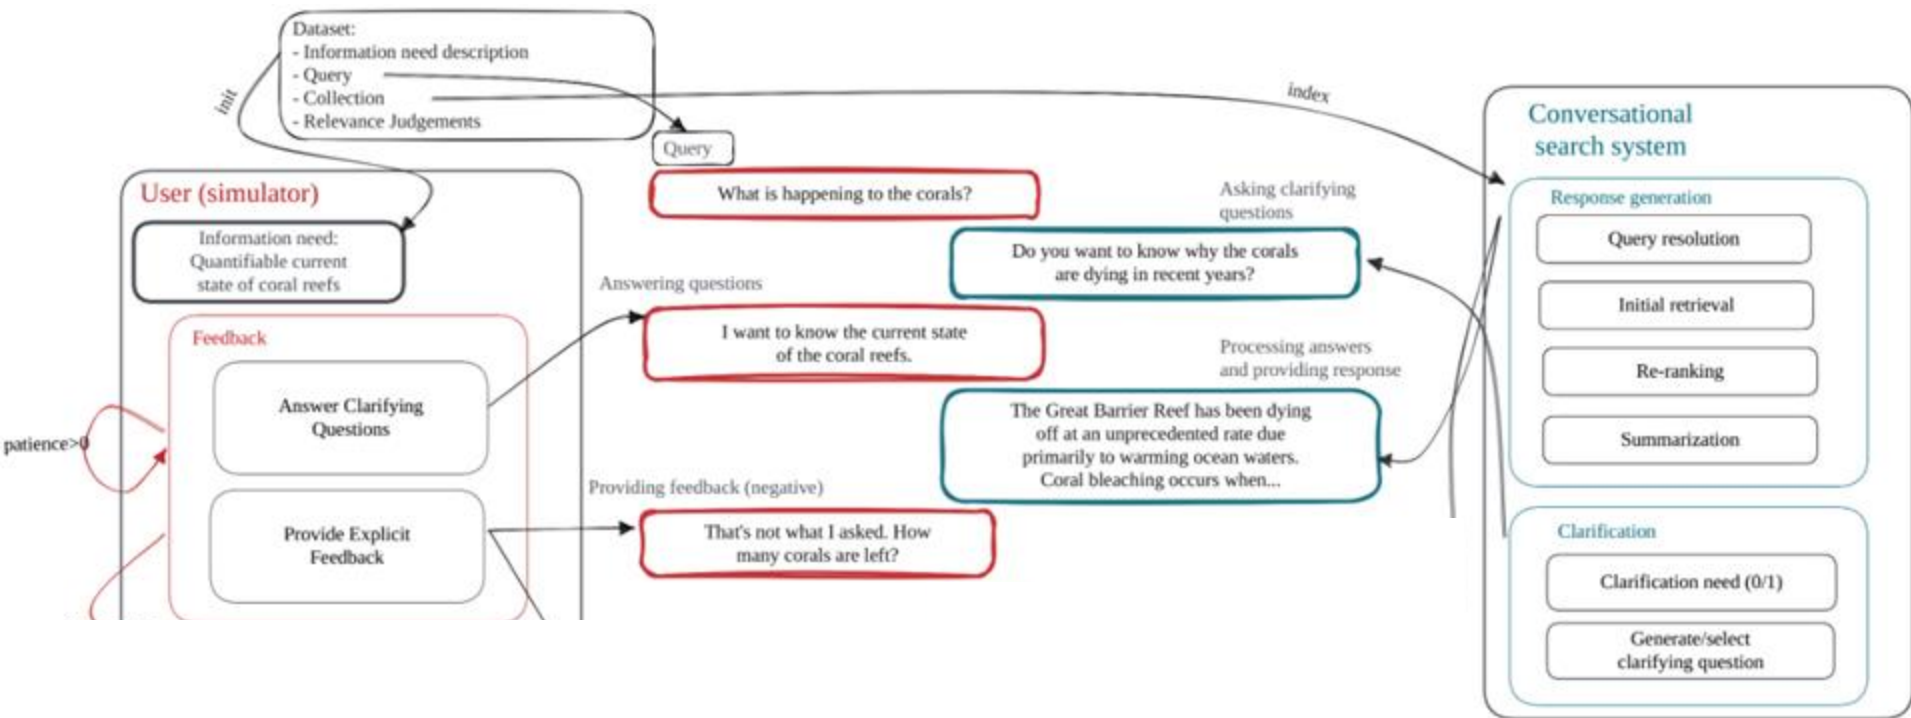 Dataset:
- Information need description
- Query
- Collection
- Relevance Judgements
init
index
Query
User (simulator)
Information need:
Quantifiable current
state of coral reefs
What is happening to the corals?
Asking clarifying
questions
Do you want to know why the corals
are dying in recent years?
Feedback
Answer Clarifying
Questions
Answering questions
I want to know the current state
of the coral reefs.
Processing answers
and providing response
The Great Barrier Reef has been dying
off at an unprecedented rate due
primarily to warming ocean waters.
Coral bleaching occurs when...
patience>0
Provide Explicit
Feedback
Providing feedback (negative)
That's not what I asked. How
many corals are left?
Conversational
search system
Response generation
Query resolution
Initial retrieval
Re-ranking
Summarization
Clarification
Clarification need (0/1)
Generate/select
clarifying question